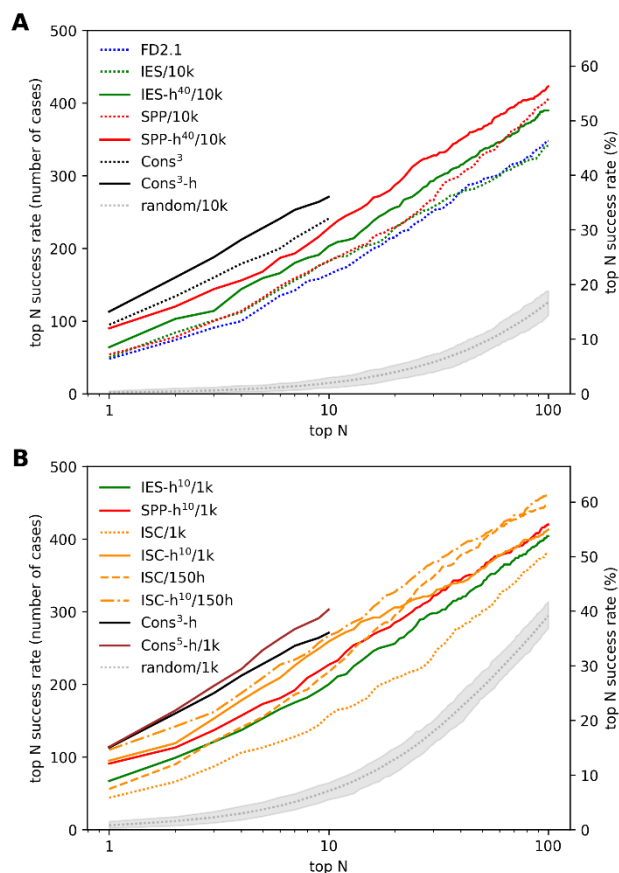 A
top N success rate (number of cases)
500
400
300
200
100
0
FD2.1
IES/10k
IES-h⁴⁰/10k
SPP/10k
SPP-h⁴⁰/10k
Cons³
Cons³-h
random/10k
60
50
40
30
20
10
0
top N success rate (%)
1
10
100
top N
B
top N success rate (number of cases)
500
400
300
200
100
0
IES-h¹⁰/1k
SPP-h¹⁰/1k
ISC/1k
ISC-h¹⁰/1k
ISC/150h
ISC-h¹⁰/150h
Cons³-h
Cons⁵-h/1k
random/1k
60
50
40
30
20
10
0
top N success rate (%)
1
10
100
top N